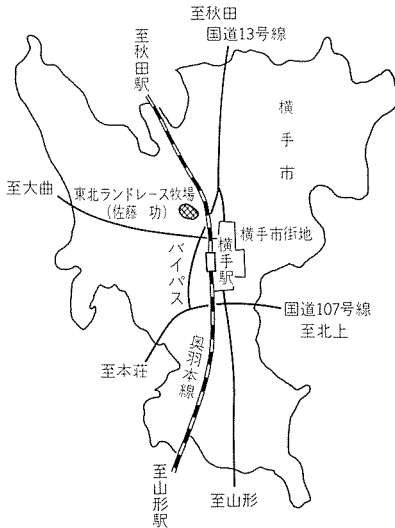 至秋田
国道13号線
至秋田駅
横手市
至大曲
東北ランドレース牧場
(佐藤 功)
横手市街地
横手駅
バイパス
国道107号線
至北上
奥羽本線
至本荘
至山形駅
至山形